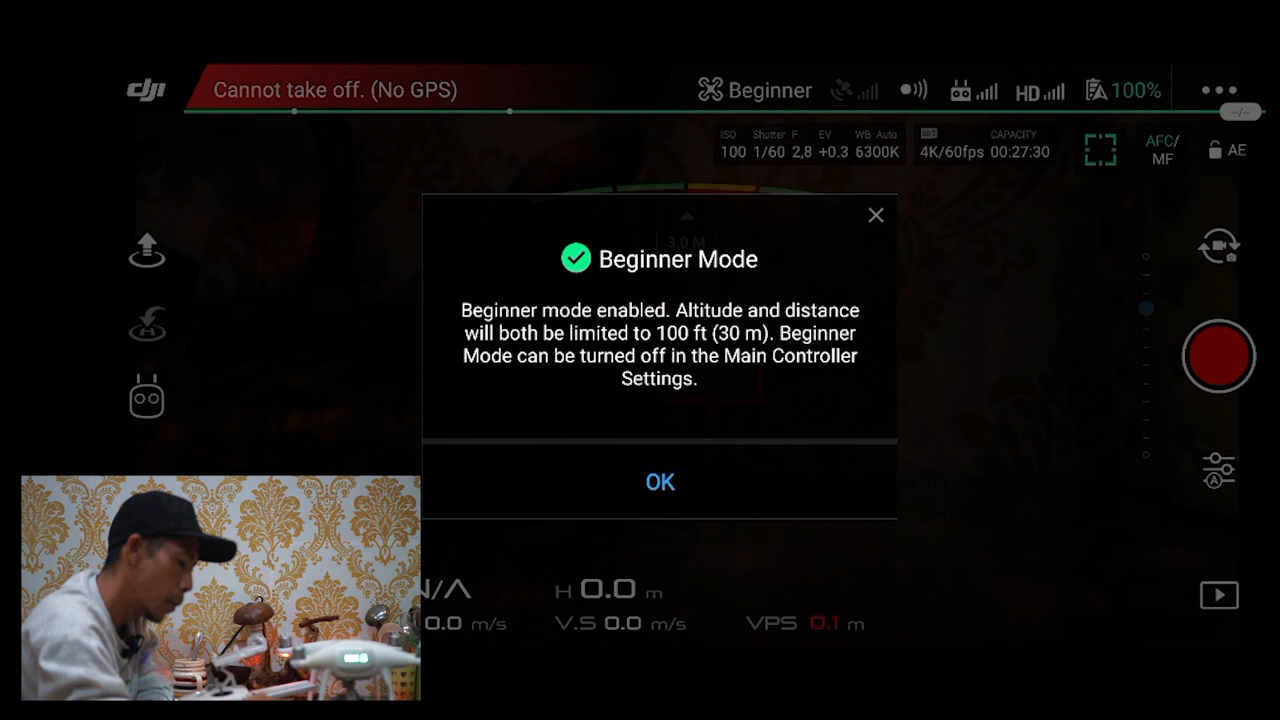 dji
Cannot take off. (No GPS)
Beginner
HD
100%
--/--
ISO Shutter F EV WB Auto
100 1/60 2,8 +0.3 6300K
CAPACITY
4K/60fps 00:27:30
AFC/
MF
AE
3.0 M
Beginner Mode
Beginner mode enabled. Altitude and distance
will both be limited to 100 ft (30 m). Beginner
Mode can be turned off in the Main Controller
Settings.
H
A
OK
N/A
H 0.0 m
0.0 m/s
V.S 0.0 m/s
VPS 0.1 m